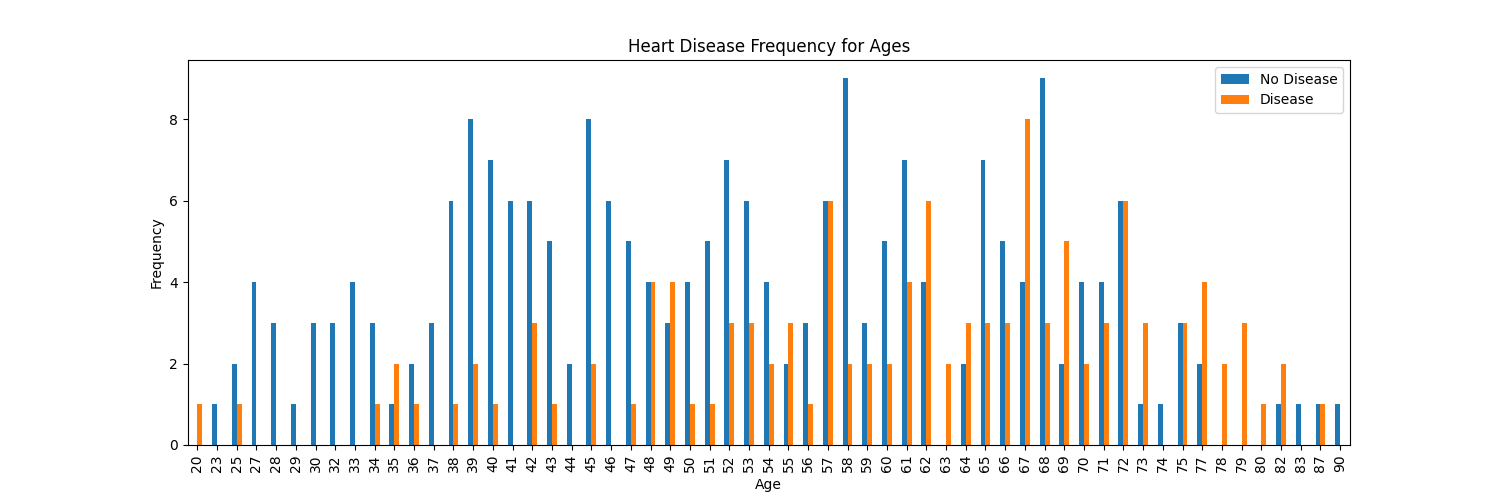 Heart Disease Frequency for Ages
No Disease
Disease
Frequency
8
6
4
2
0
20 23 25 27 28 29 30 32 33 34 35 36 37 38 39 40 41 42 43 44 45 46 47 48 49 50 51 52 53 54 55 56 57 58 59 60 61 62 63 64 65 66 67 68 69 70 71 72 73 74 75 77 78 79 80 82 83 87 90
Age